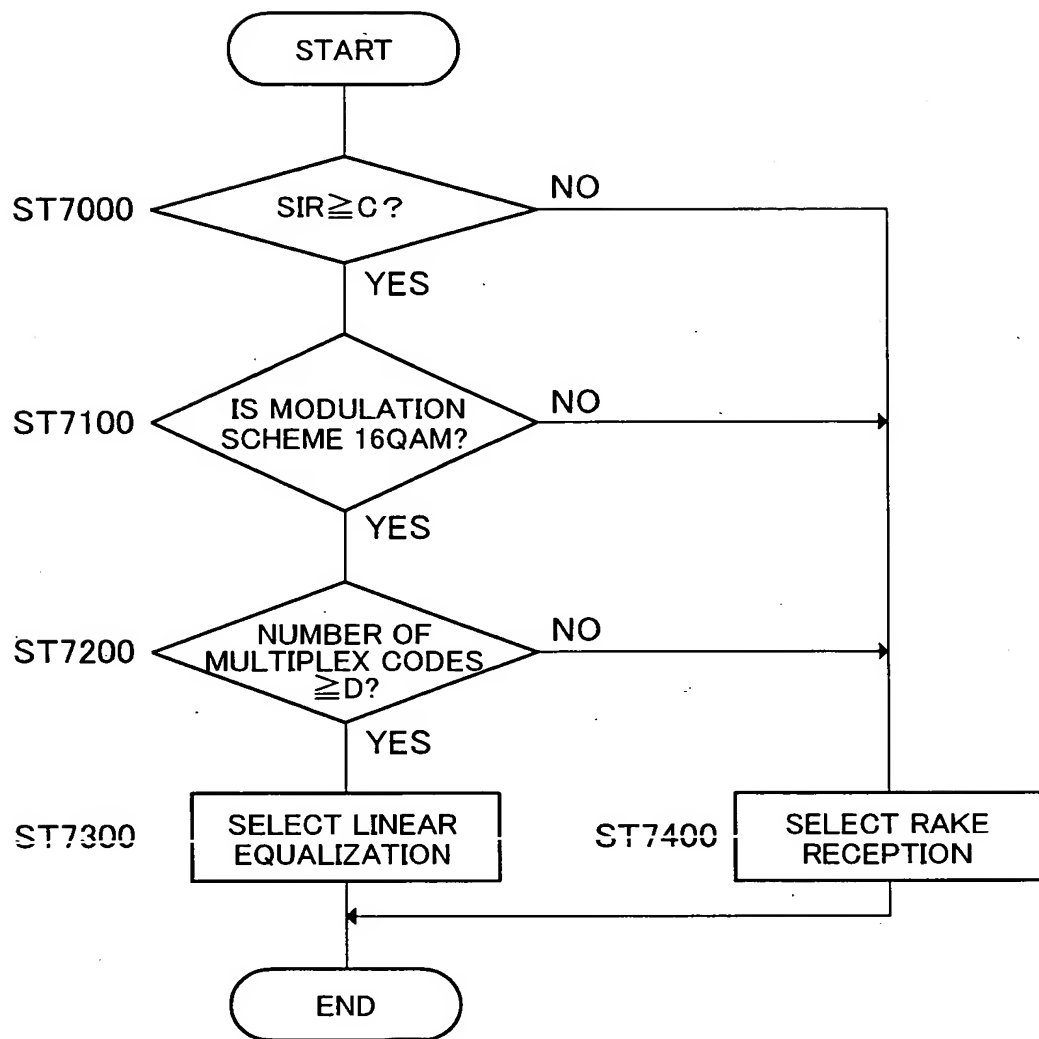 START
ST7000
SIR≧C?
NO
YES
ST7100
IS MODULATION
SCHEME 16QAM?
NO
YES
ST7200
NUMBER OF
MULTIPLEX CODES
≧D?
NO
YES
ST7300
SELECT LINEAR
EQUALIZATION
ST7400
SELECT RAKE
RECEPTION
END